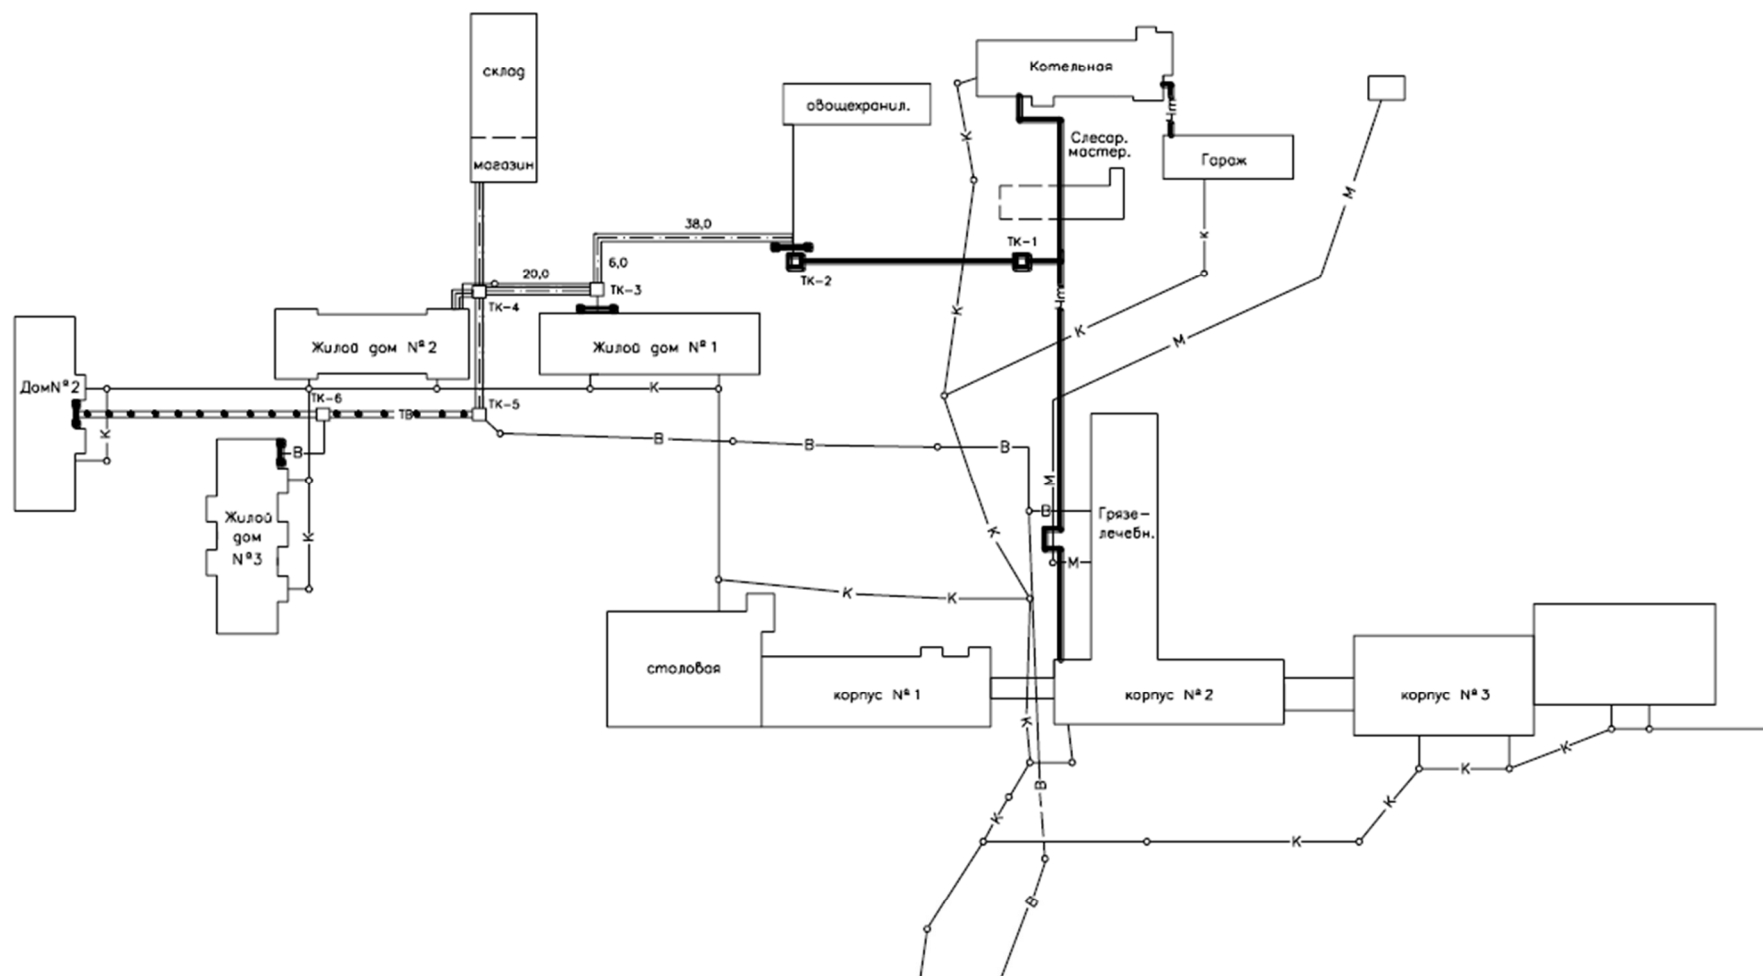 склад
магазин
овощехранил.
Котельная
Слесар.
мастер.
Гараж
К
М
К
К
38,0
6,0
20,0
ТК-1
ТК-2
ТК-3
ТК-4
Чт
Чт
К
К
М
Жилой дом №2
Жилой дом №1
Дом№2
К
ТК-6
ТВ
ТК-5
К
В
В
В
В
В
М
К
Грязе-
лечебн.
Жилой
дом
№3
К
М
К
К
столовая
корпус №1
корпус №2
корпус №3
К
К
К
В
К
К
К
В